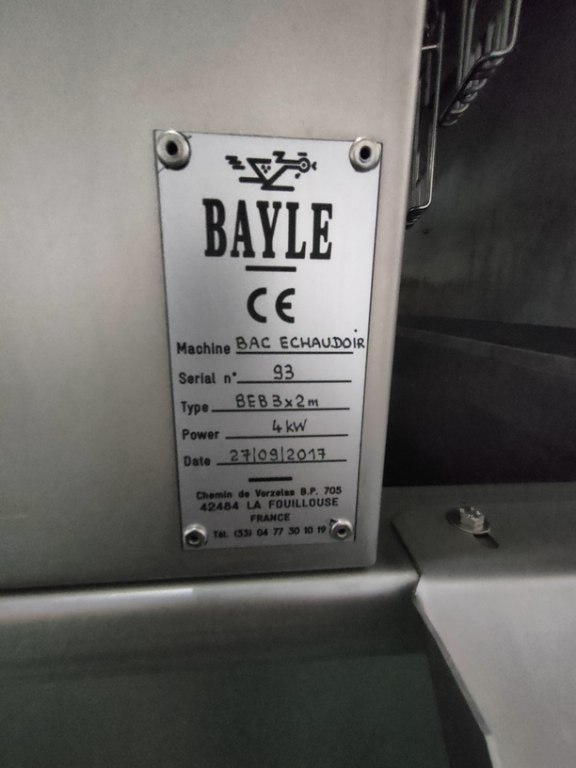 BAYLE
CE
Machine BAC ECHAUDOIR
Serial n° 93
Type BEB 3x2m
Power 4kW
Date 27/09/2017
Chemin de Vorzelas B.P. 705
42484 LA FOUILLOUSE
FRANCE
Tél. (33) 04 77 30 10 19